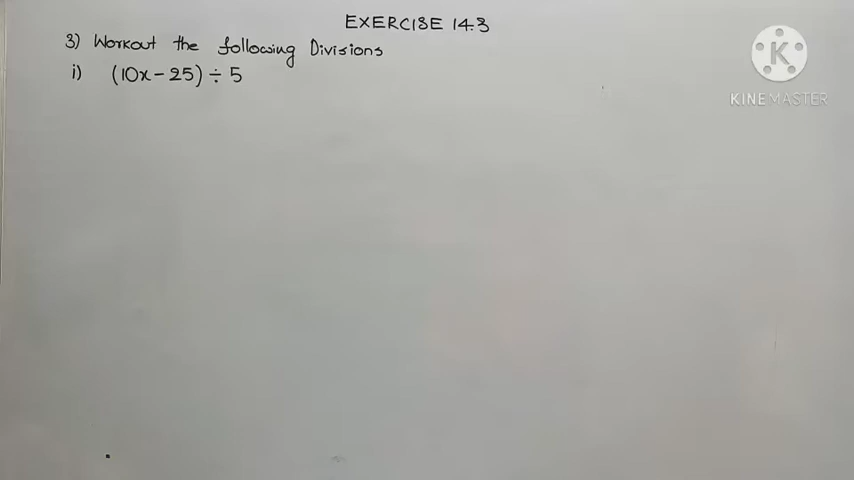 EXERCISE 14.3
3) Workout the following Divisions
i) (10x - 25) ÷ 5
K
KINEMASTER